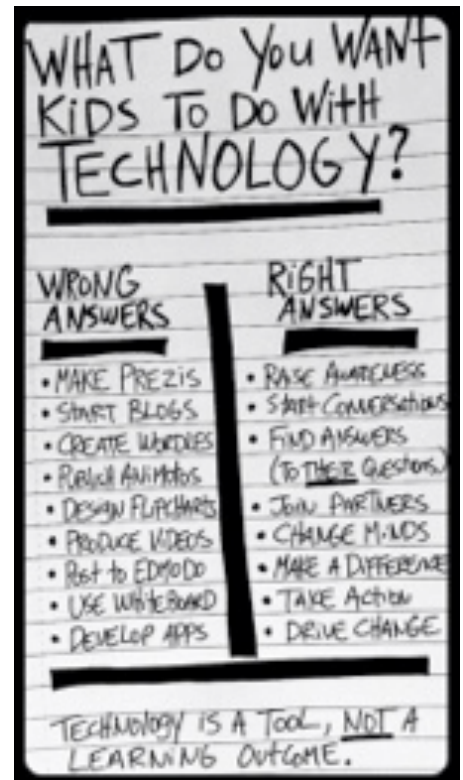 WHAT DO YOU WANT
KiDS TO DO WiTH
TECHNOLOGY?
WRONG
ANSWERS
• MAKE PREZiS
• START BLOGS
• CREATE WORDLES
• PUBLiSH ANiMOTOS
• DESiGN FLiPCHARTS
• PRODUCE ViDEOS
• POST TO EDMODO
• USE WHiTEBOARD
• DEVELOP APPS
RiGHT
ANSWERS
• RAISE AWARENESS
• START CONVERSATIONS
• FiND ANSWERS
(TO THEiR QUESTiONS)
• JOiN PARTNERS
• CHANGE MiNDS
• MAKE A DiFFERENCE
• TAKE ACTiON
• DRiVE CHANGE
TECHNOLOGY iS A TOOL, NOT A
LEARNiNG OUTCOME.